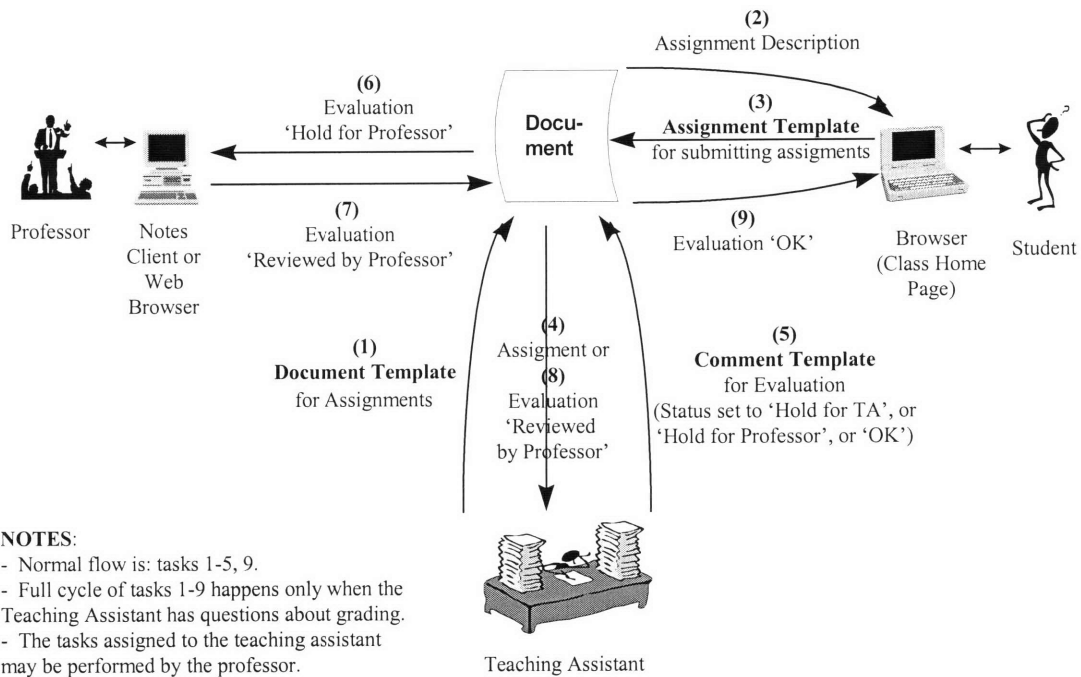 (2)
Assignment Description
(6)
Evaluation
‘Hold for Professor’
Docu-
ment
(3)
Assignment Template
for submitting assigments
Professor
Notes
Client or
Web
Browser
(7)
Evaluation
‘Reviewed by Professor’
(9)
Evaluation ‘OK’
Browser
(Class Home
Page)
?
Student
(1)
Document Template
for Assignments
(4)
Assigment or
(8)
Evaluation
‘Reviewed
by Professor’
(5)
Comment Template
for Evaluation
(Status set to ‘Hold for TA’, or
‘Hold for Professor’, or ‘OK’)
NOTES:
- Normal flow is: tasks 1-5, 9.
- Full cycle of tasks 1-9 happens only when the
Teaching Assistant has questions about grading.
- The tasks assigned to the teaching assistant
may be performed by the professor.
Teaching Assistant